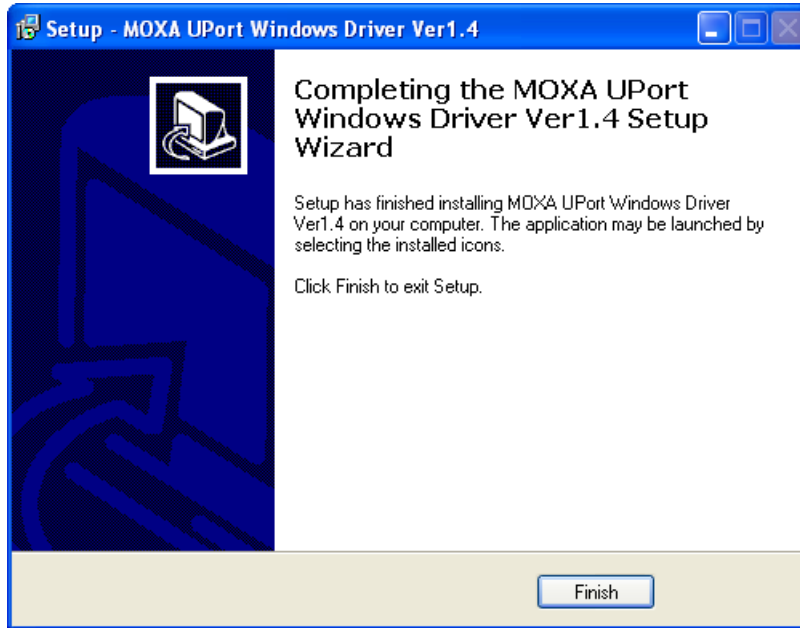 Setup - MOXA UPort Windows Driver Ver1.4
Completing the MOXA UPort
Windows Driver Ver1.4 Setup
Wizard
Setup has finished installing MOXA UPort Windows Driver
Ver1.4 on your computer. The application may be launched by
selecting the installed icons.
Click Finish to exit Setup.
Finish